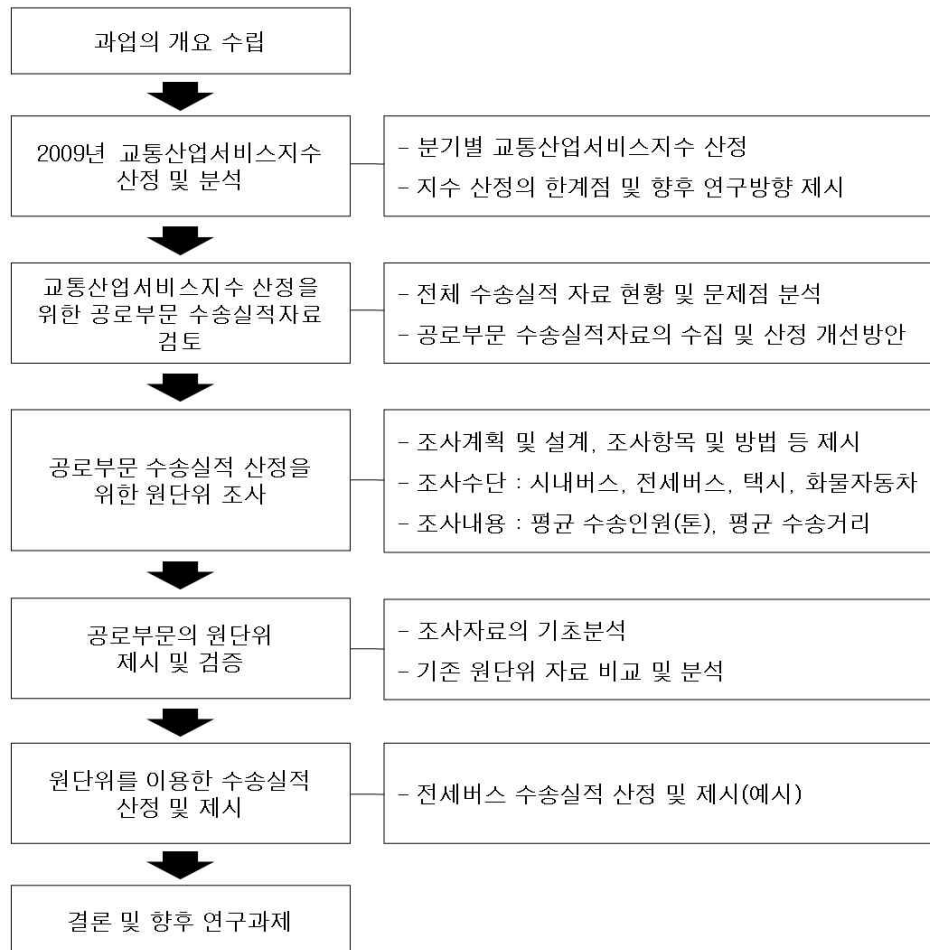 과업의 개요 수립
2009년 교통산업서비스지수
산정 및 분석
- 분기별 교통산업서비스지수 산정
- 지수 산정의 한계점 및 향후 연구방향 제시
교통산업서비스지수 산정을
위한 공로부문 수송실적자료
검토
- 전체 수송실적 자료 현황 및 문제점 분석
- 공로부문 수송실적자료의 수집 및 산정 개선방안
공로부문 수송실적 산정을
위한 원단위 조사
- 조사계획 및 설계, 조사항목 및 방법 등 제시
- 조사수단 : 시내버스, 전세버스, 택시, 화물자동차
- 조사내용 : 평균 수송인원(톤), 평균 수송거리
공로부문의 원단위
제시 및 검증
- 조사자료의 기초분석
- 기존 원단위 자료 비교 및 분석
원단위를 이용한 수송실적
산정 및 제시
- 전세버스 수송실적 산정 및 제시(예시)
결론 및 향후 연구과제